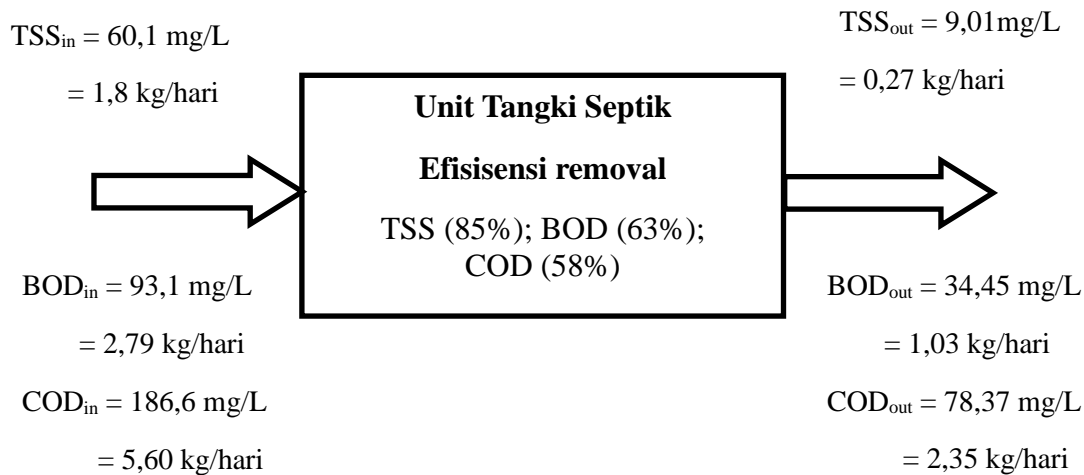 TSSin = 60,1 mg/L
= 1,8 kg/hari
BODin = 93,1 mg/L
= 2,79 kg/hari
CODin = 186,6 mg/L
= 5,60 kg/hari
Unit Tangki Septik
Efisisensi removal
TSS (85%); BOD (63%);
COD (58%)
TSSout = 9,01mg/L
= 0,27 kg/hari
BODout = 34,45 mg/L
= 1,03 kg/hari
CODout = 78,37 mg/L
= 2,35 kg/hari